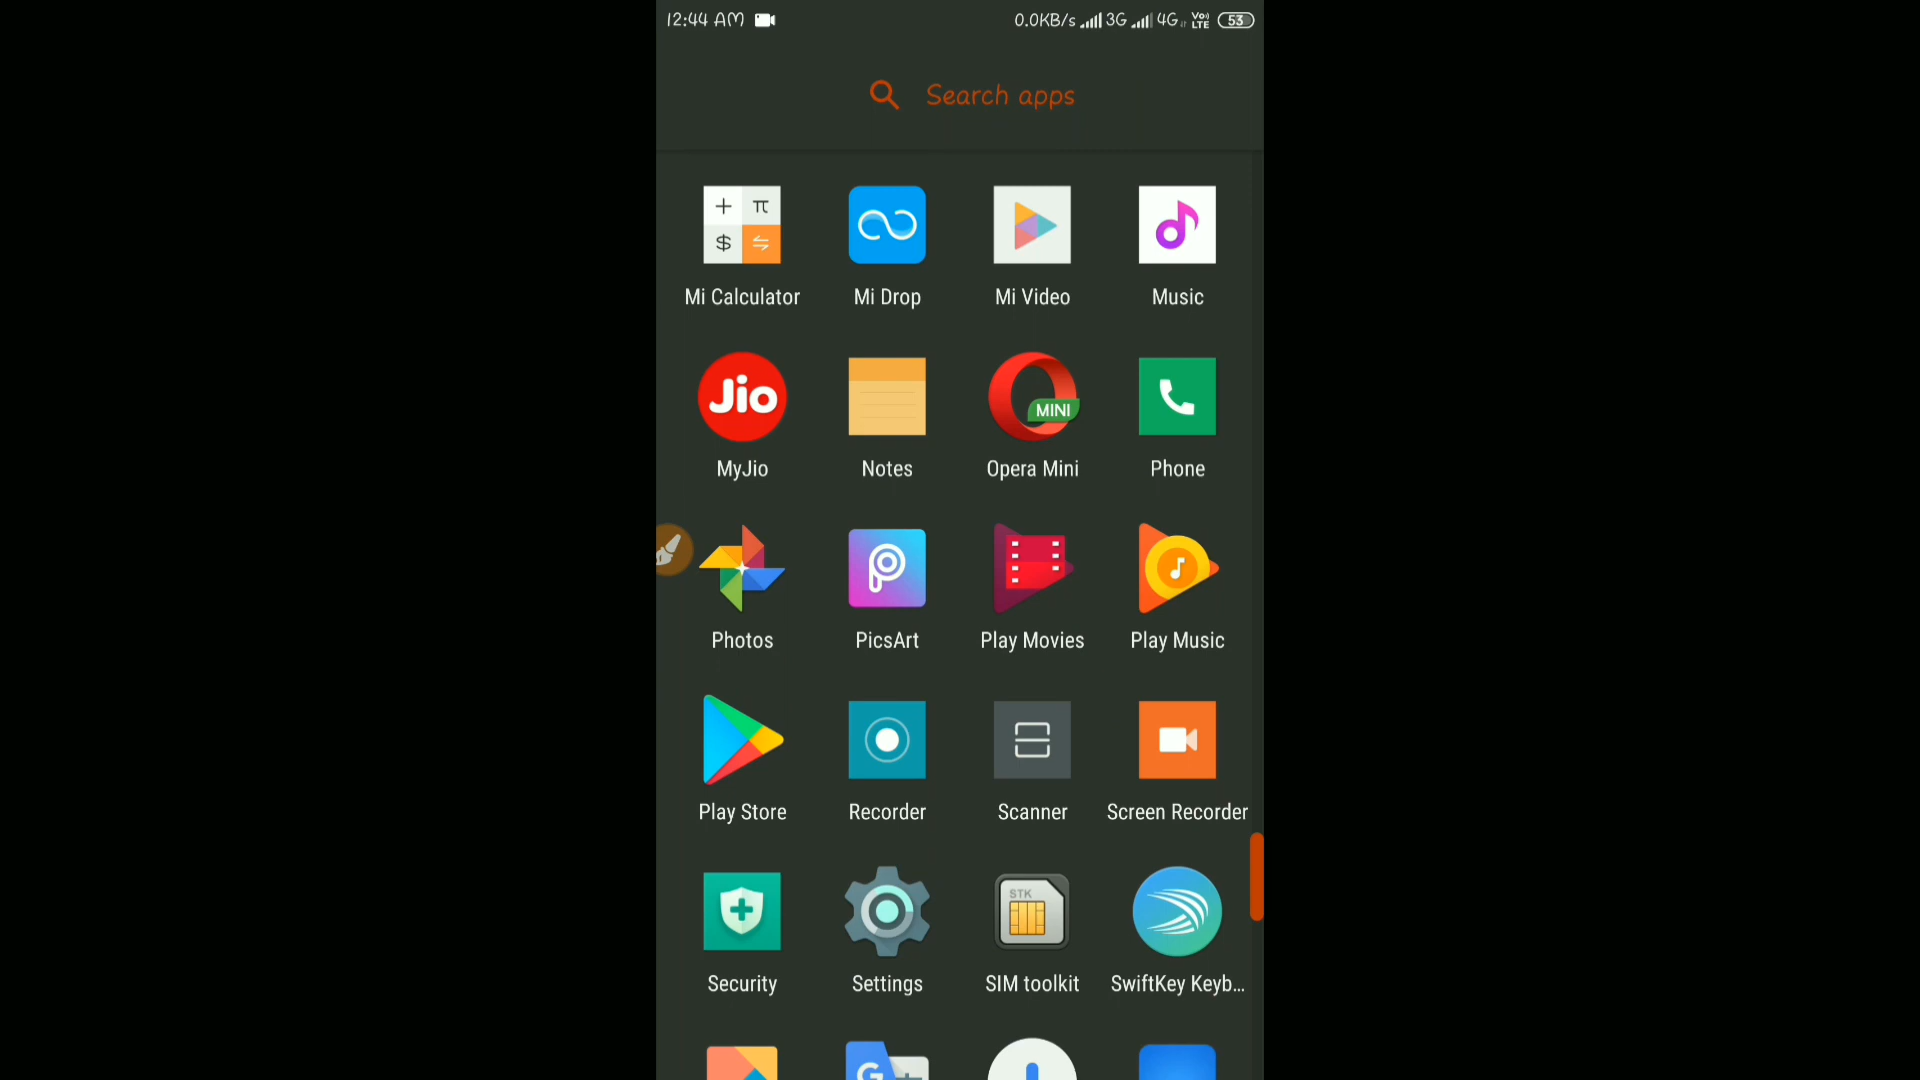 12:44 AM 0.0KB/s 3G 4G Vo LTE 53
Search apps
+ π
$
Mi Calculator Mi Drop Mi Video Music
Jio MINI
MyJio Notes Opera Mini Phone
Photos PicsArt Play Movies Play Music
Play Store Recorder Scanner Screen Recorder
STK
Security Settings SIM toolkit SwiftKey Keyb...
G